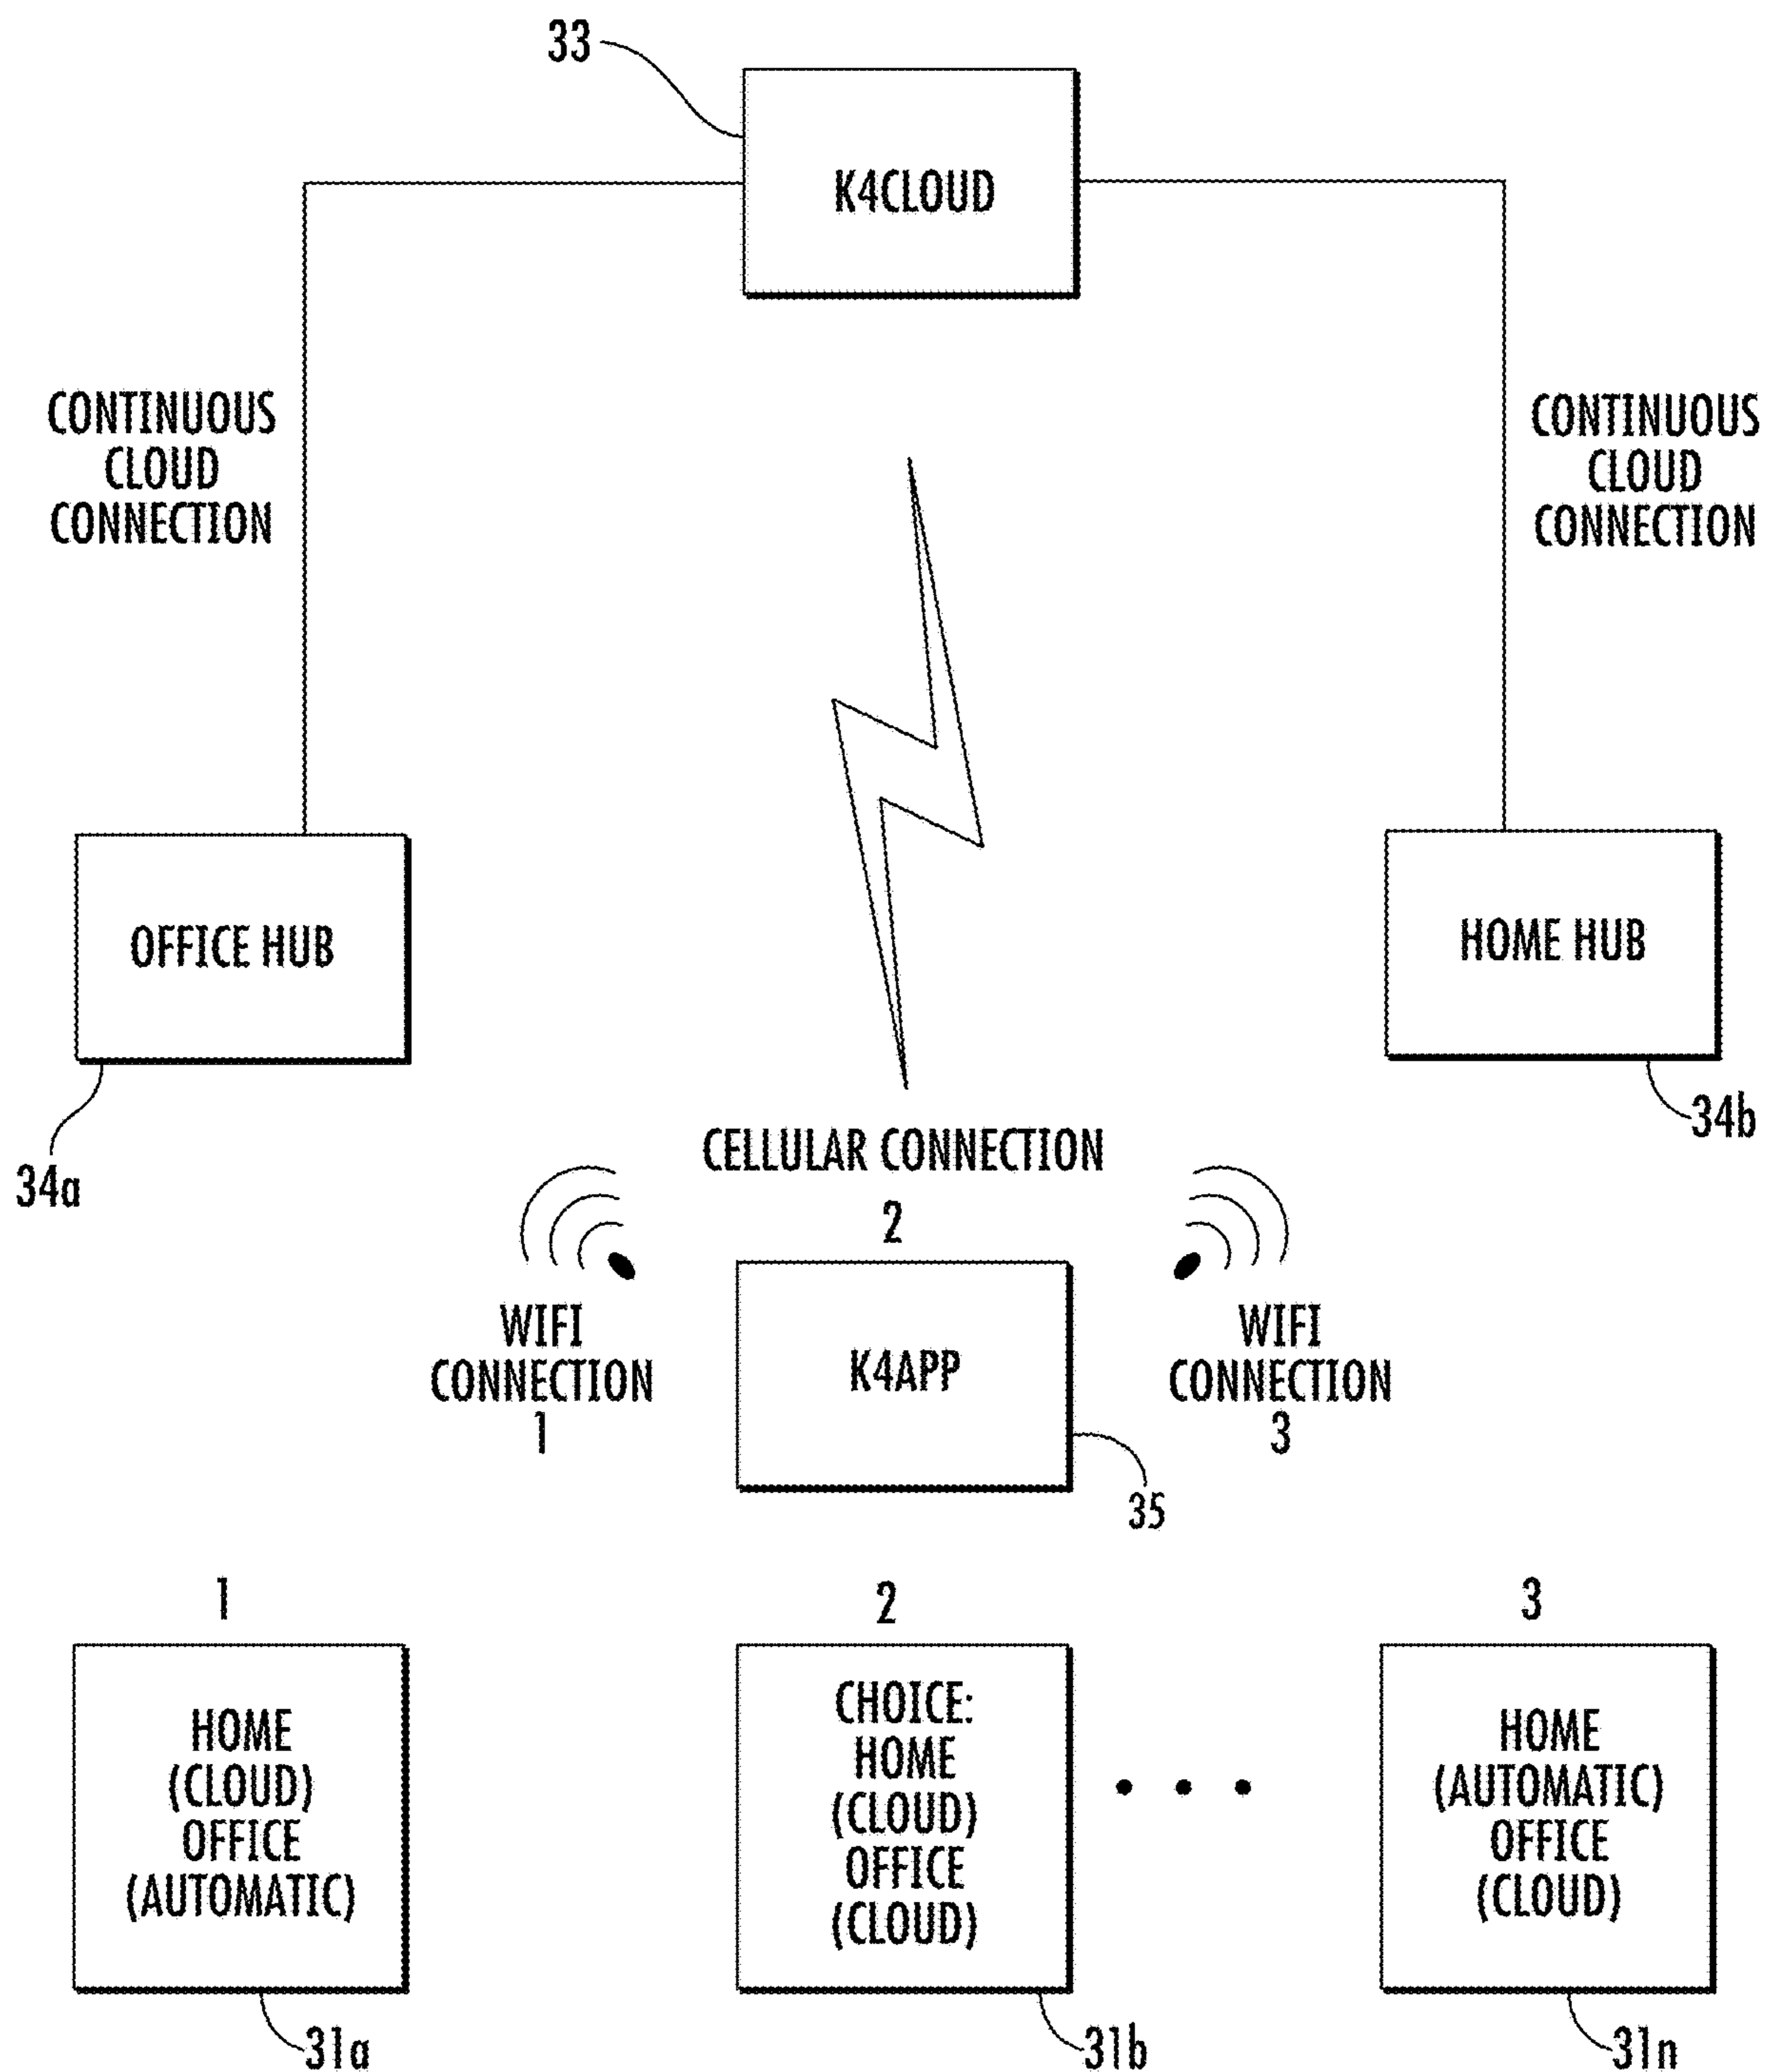 33
K4CLOUD
CONTINUOUS
CLOUD
CONNECTION
CONTINUOUS
CLOUD
CONNECTION
OFFICE HUB
HOME HUB
34a
34b
CELLULAR CONNECTION
2
WIFI
CONNECTION
1
K4APP
WIFI
CONNECTION
3
35
1
HOME
(CLOUD)
OFFICE
(AUTOMATIC)
31a
2
CHOICE:
HOME
(CLOUD)
OFFICE
(CLOUD)
31b
• • •
3
HOME
(AUTOMATIC)
OFFICE
(CLOUD)
31n